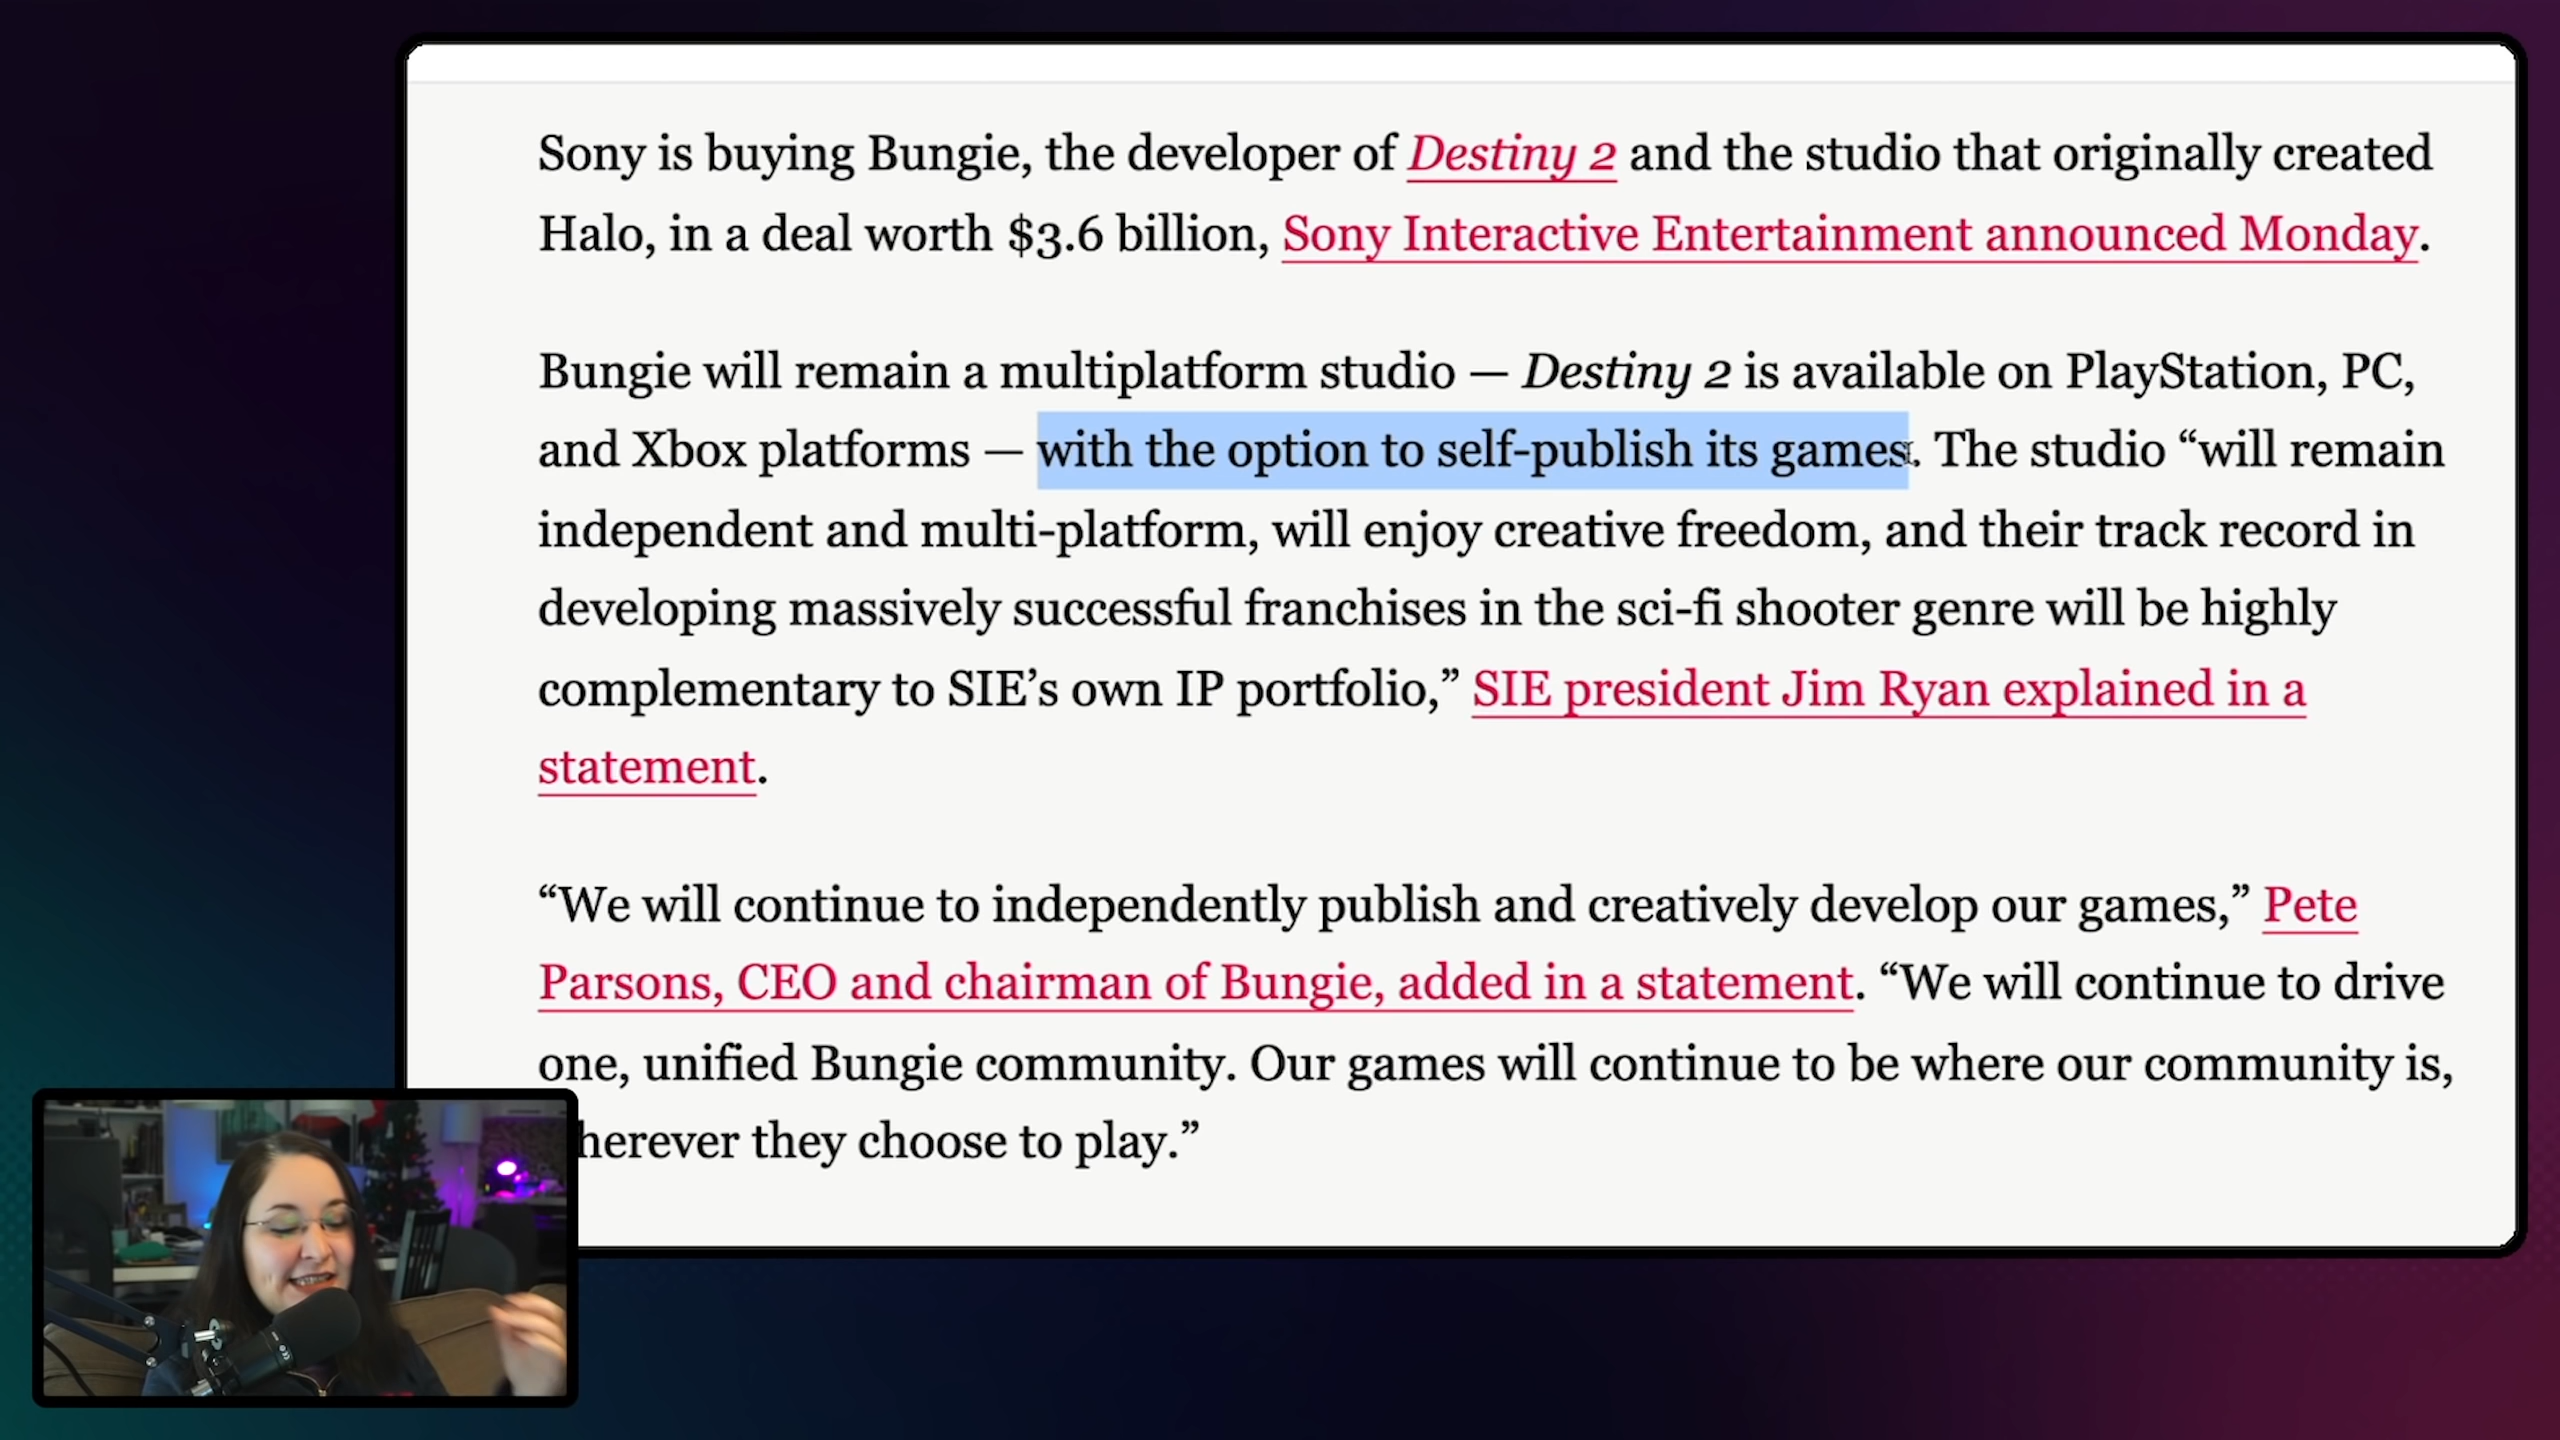 Sony is buying Bungie, the developer of Destiny 2 and the studio that originally created
Halo, in a deal worth $3.6 billion, Sony Interactive Entertainment announced Monday.
Bungie will remain a multiplatform studio — Destiny 2 is available on PlayStation, PC,
and Xbox platforms — with the option to self-publish its games. The studio “will remain
independent and multi-platform, will enjoy creative freedom, and their track record in
developing massively successful franchises in the sci-fi shooter genre will be highly
complementary to SIE’s own IP portfolio,” SIE president Jim Ryan explained in a
statement.
“We will continue to independently publish and creatively develop our games,” Pete
Parsons, CEO and chairman of Bungie, added in a statement. “We will continue to drive
one, unified Bungie community. Our games will continue to be where our community is,
herever they choose to play.”